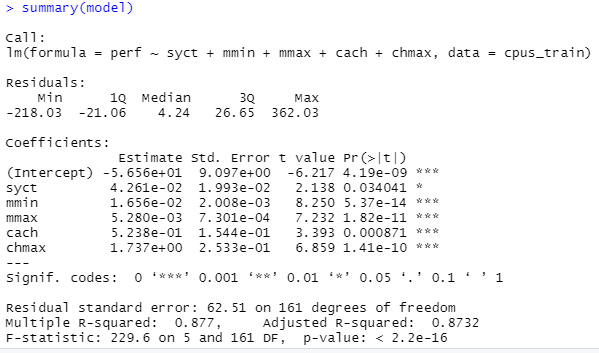 > summary(model)
Call:
lm(formula = perf ~ syct + mmin + mmax + cach + chmax, data = cpus_train)
Residuals:
    Min      1Q  Median      3Q     Max
-218.03  -21.06    4.24   26.65  362.03
Coefficients:
              Estimate Std. Error t value Pr(>|t|)
(Intercept) -5.656e+01  9.097e+00  -6.217 4.19e-09 ***
syct         4.261e-02  1.993e-02   2.138 0.034041 *
mmin         1.656e-02  2.008e-03   8.250 5.37e-14 ***
mmax         5.280e-03  7.301e-04   7.232 1.82e-11 ***
cach         5.238e-01  1.544e-01   3.393 0.000871 ***
chmax        1.737e+00  2.533e-01   6.859 1.41e-10 ***
---
Signif. codes:  0 ‘***’ 0.001 ‘**’ 0.01 ‘*’ 0.05 ‘.’ 0.1 ‘ ’ 1
Residual standard error: 62.51 on 161 degrees of freedom
Multiple R-squared:  0.877,     Adjusted R-squared:  0.8732
F-statistic: 229.6 on 5 and 161 DF,  p-value: < 2.2e-16